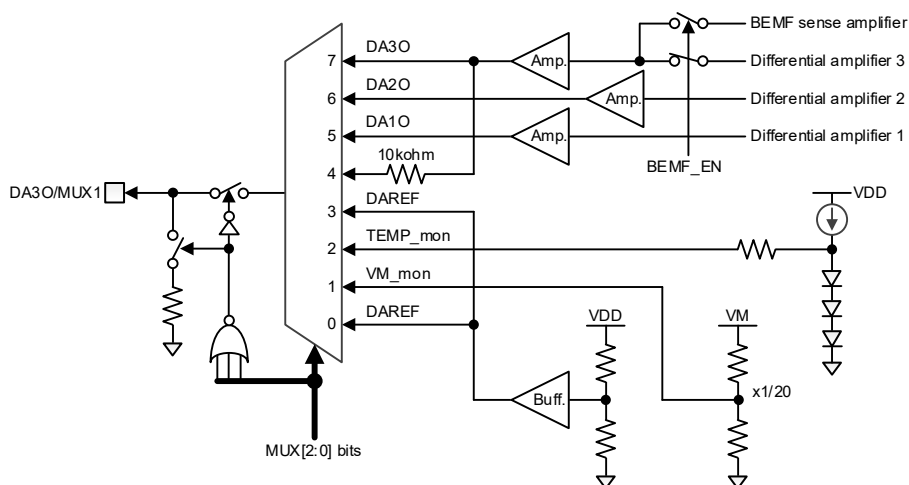 BEMF sense amplifier
DA3O
7
Amp.
Differential amplifier 3
DA2O
6
Amp.
Differential amplifier 2
DA1O
5
Amp.
Differential amplifier 1
10kohm
4
BEMF_EN
DA3O/MUX1
DAREF
3
VDD
TEMP_mon
2
VM_mon
1
DAREF
0
VDD
VM
Buff.
x1/20
MUX[2:0] bits